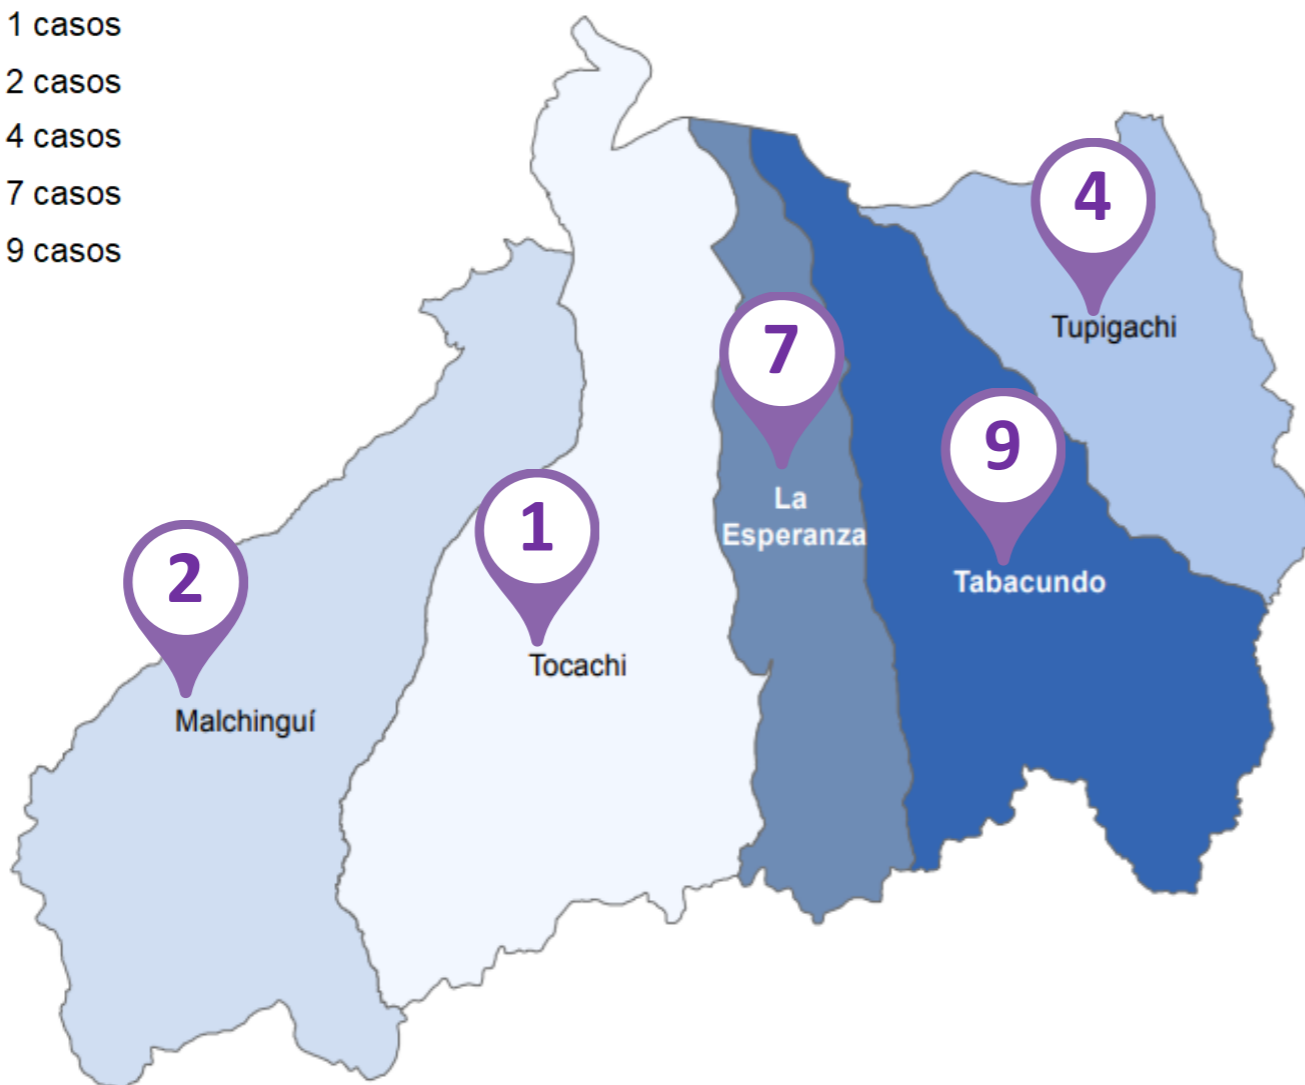 1 casos
2 casos
4 casos
7 casos
9 casos
4
Tupigachi
7
La
Esperanza
9
Tabacundo
1
Tocachi
2
Malchinguí